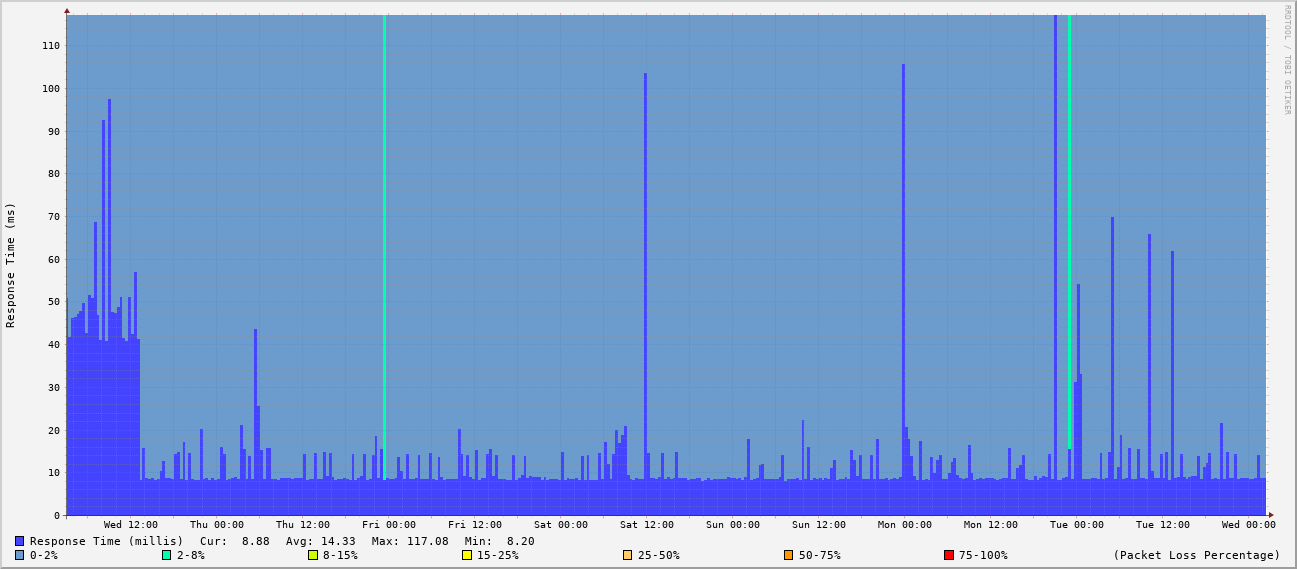 RRDTOOL / TOBI OETIKER
Response Time (ms)
110
100
90
80
70
60
50
40
30
20
10
0
Wed 12:00 Thu 00:00 Thu 12:00 Fri 00:00 Fri 12:00 Sat 00:00 Sat 12:00 Sun 00:00 Sun 12:00 Mon 00:00 Mon 12:00 Tue 00:00 Tue 12:00 Wed 00:00
Response Time (millis) Cur: 8.88 Avg: 14.33 Max: 117.08 Min: 8.20
0-2% 2-8% 8-15% 15-25% 25-50% 50-75% 75-100% (Packet Loss Percentage)